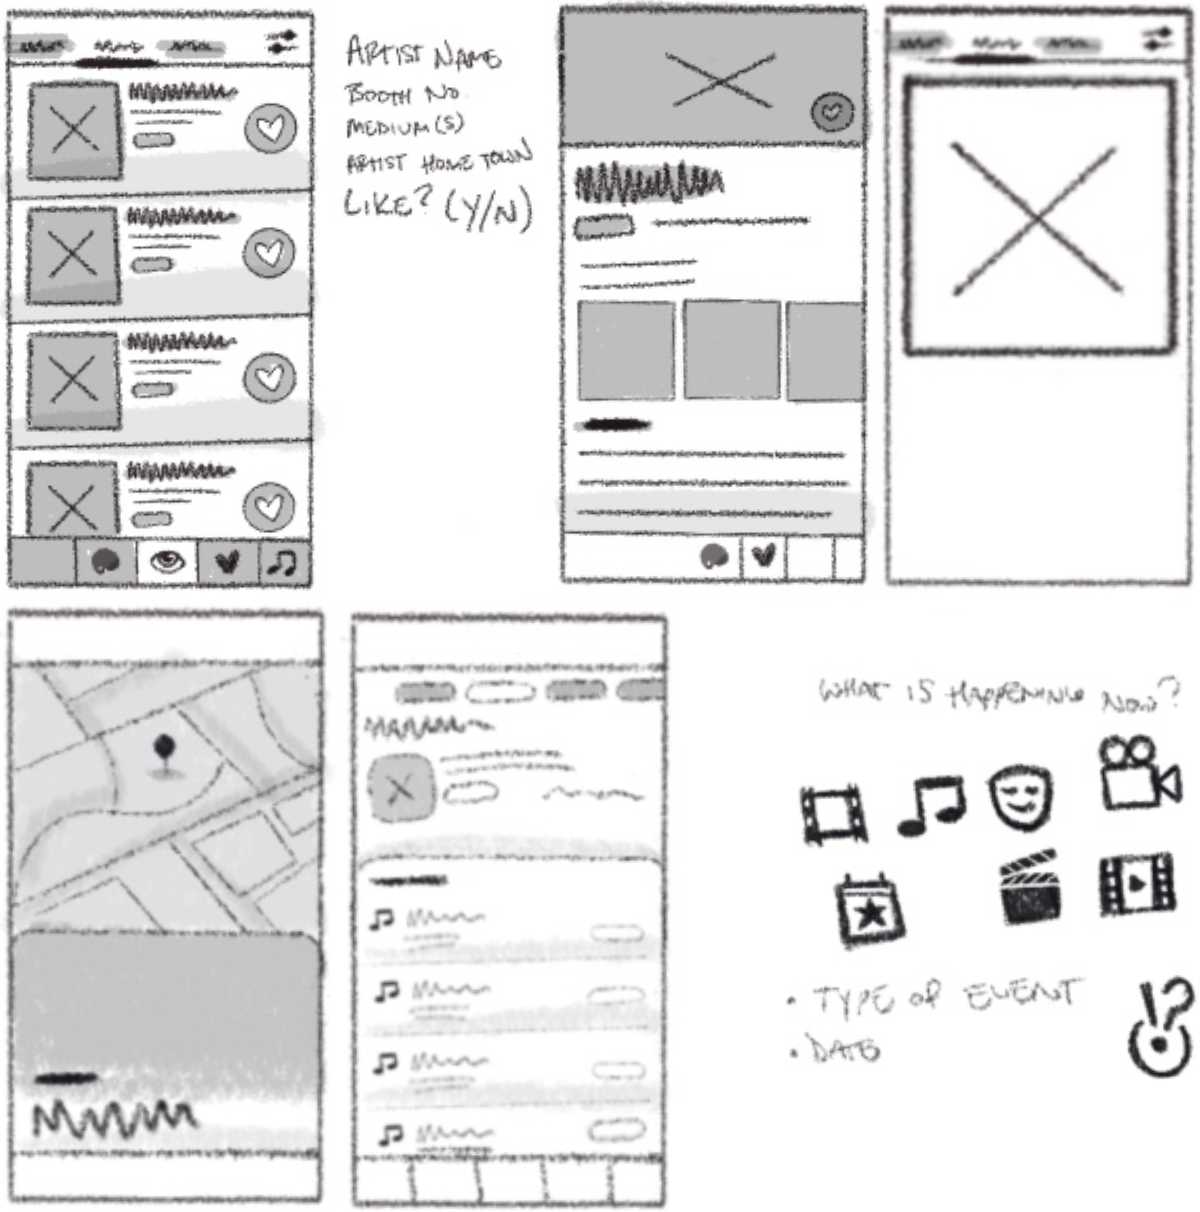 ARTIST NAME
BOOTH NO.
MEDIUM(S)
ARTIST HOME TOWN
LIKE? (Y/N)
WHAT IS HAPPENING NOW?
• TYPE OF EVENT
• DATE
!?